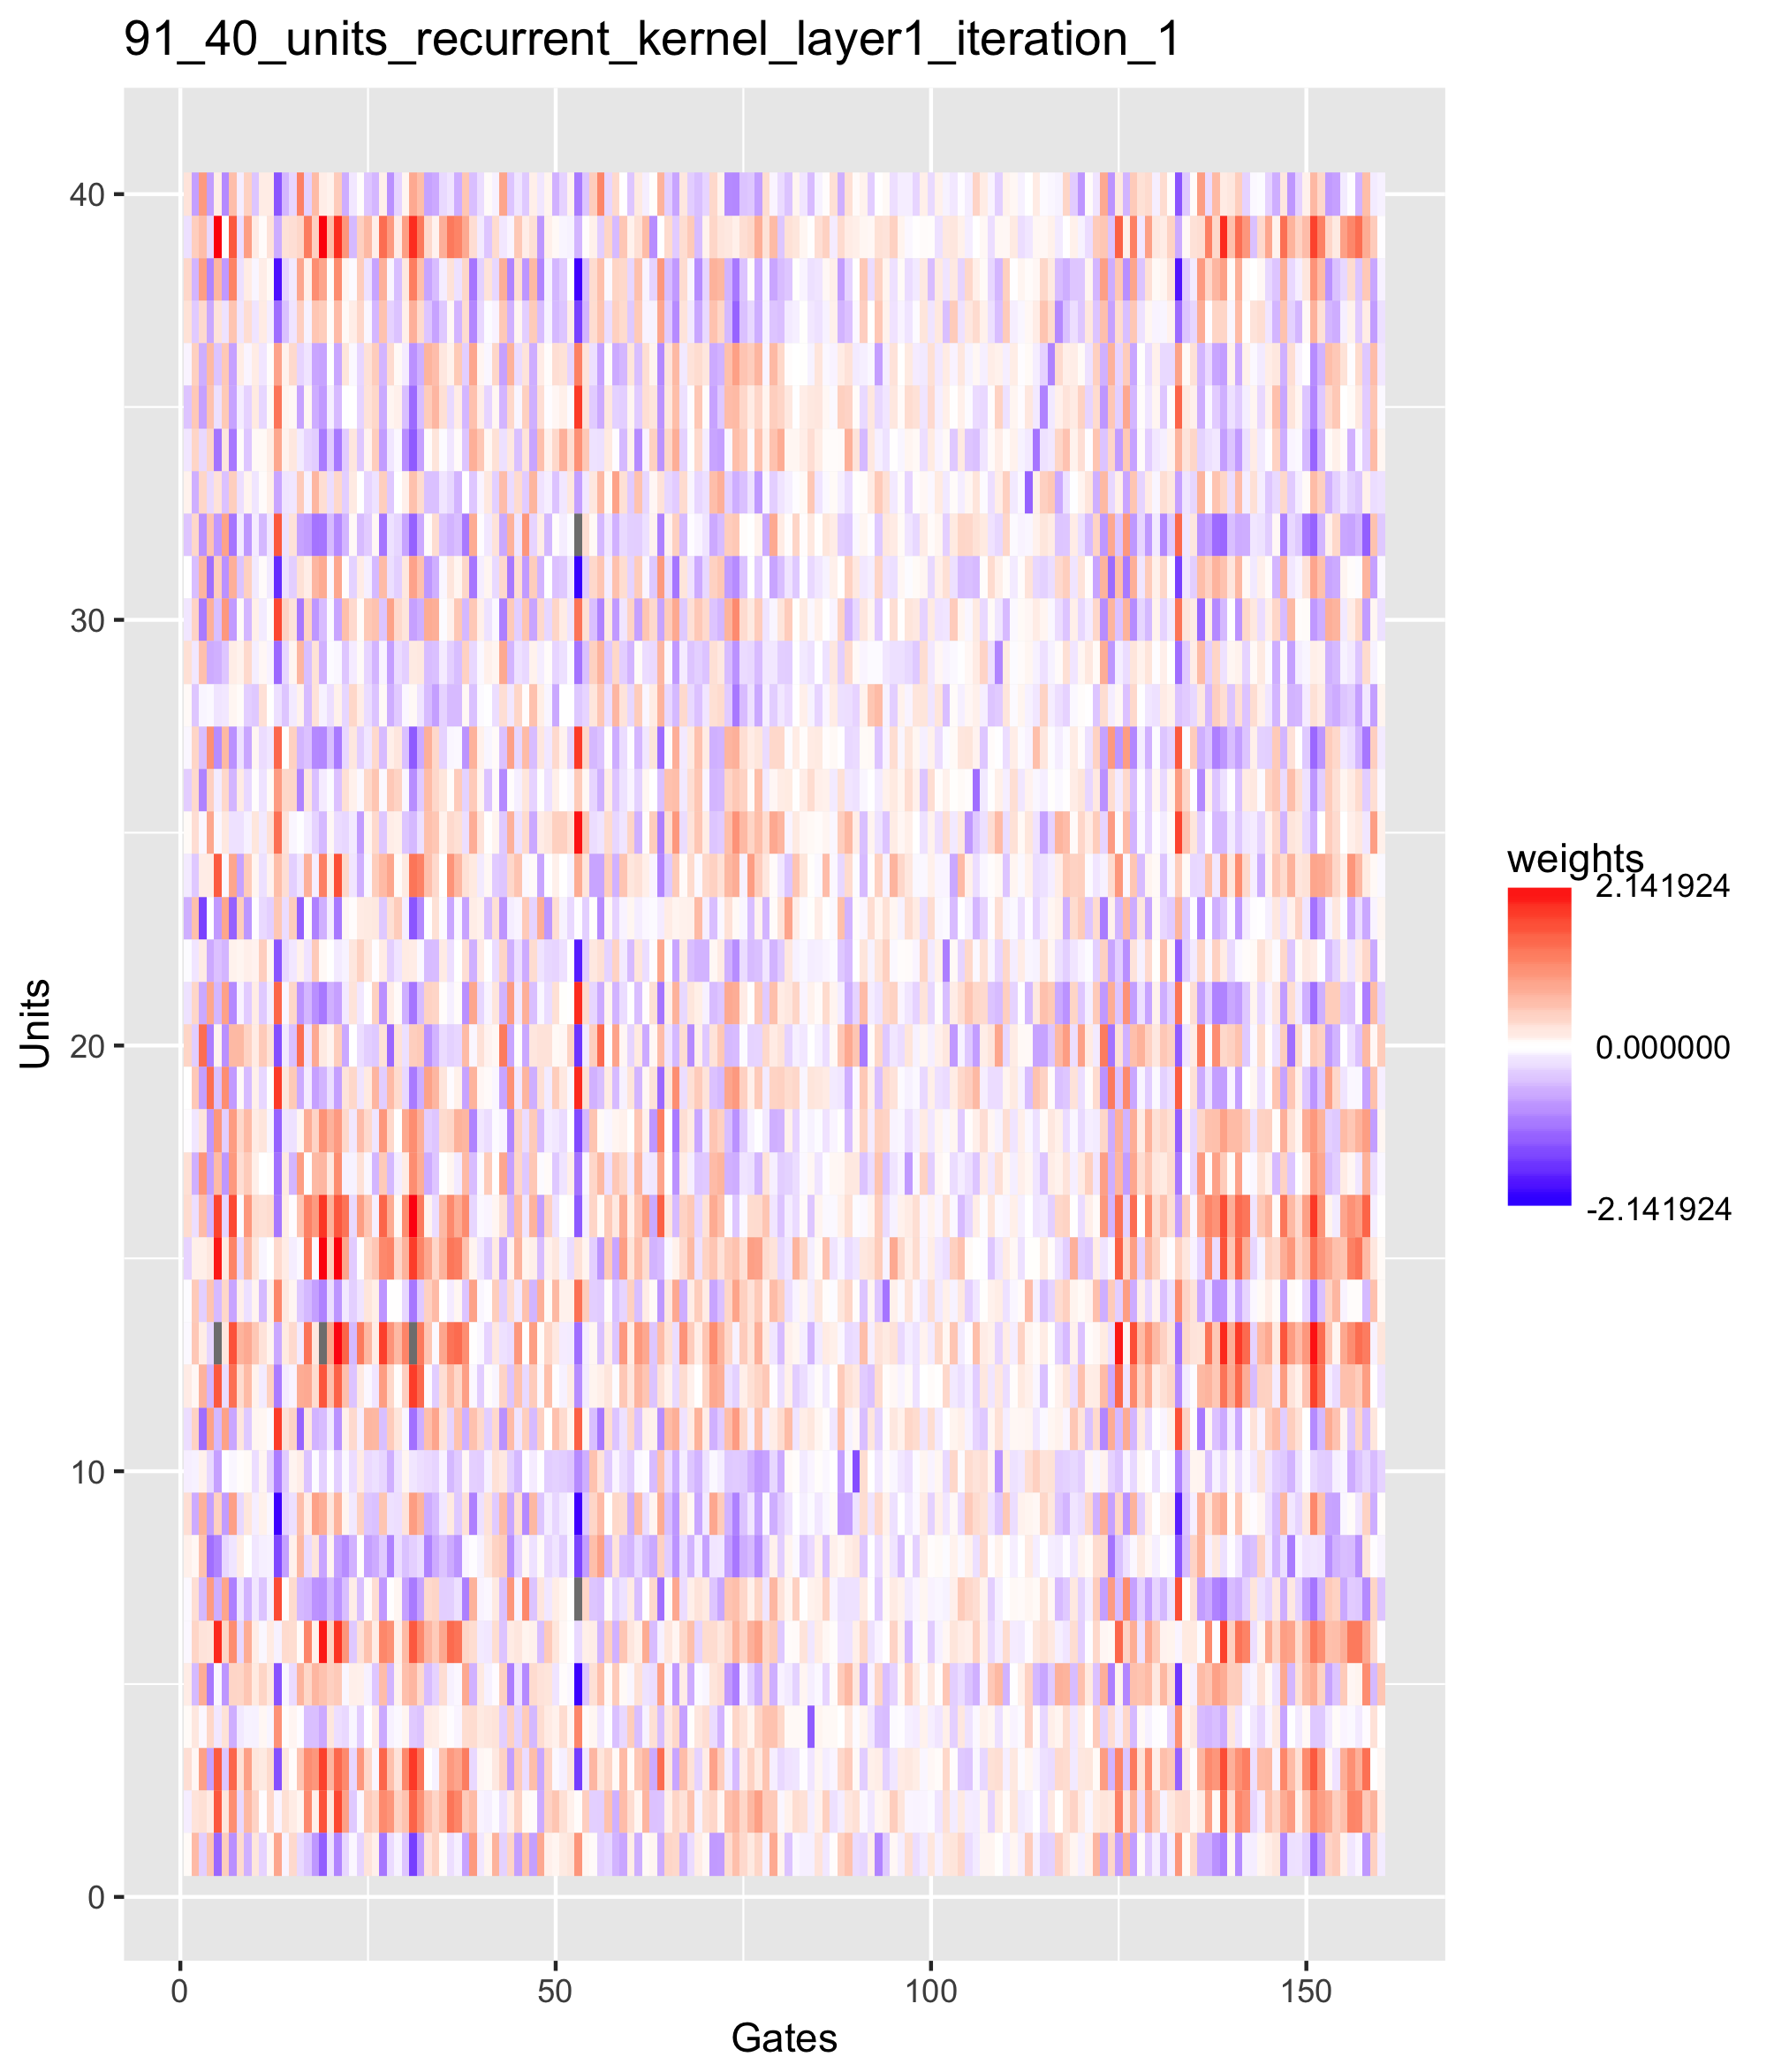 91_40_units_recurrent_kernel_layer1_iteration_1
40
30
20
10
0
Units
0 50 100 150
Gates
weights
2.141924
0.000000
-2.141924